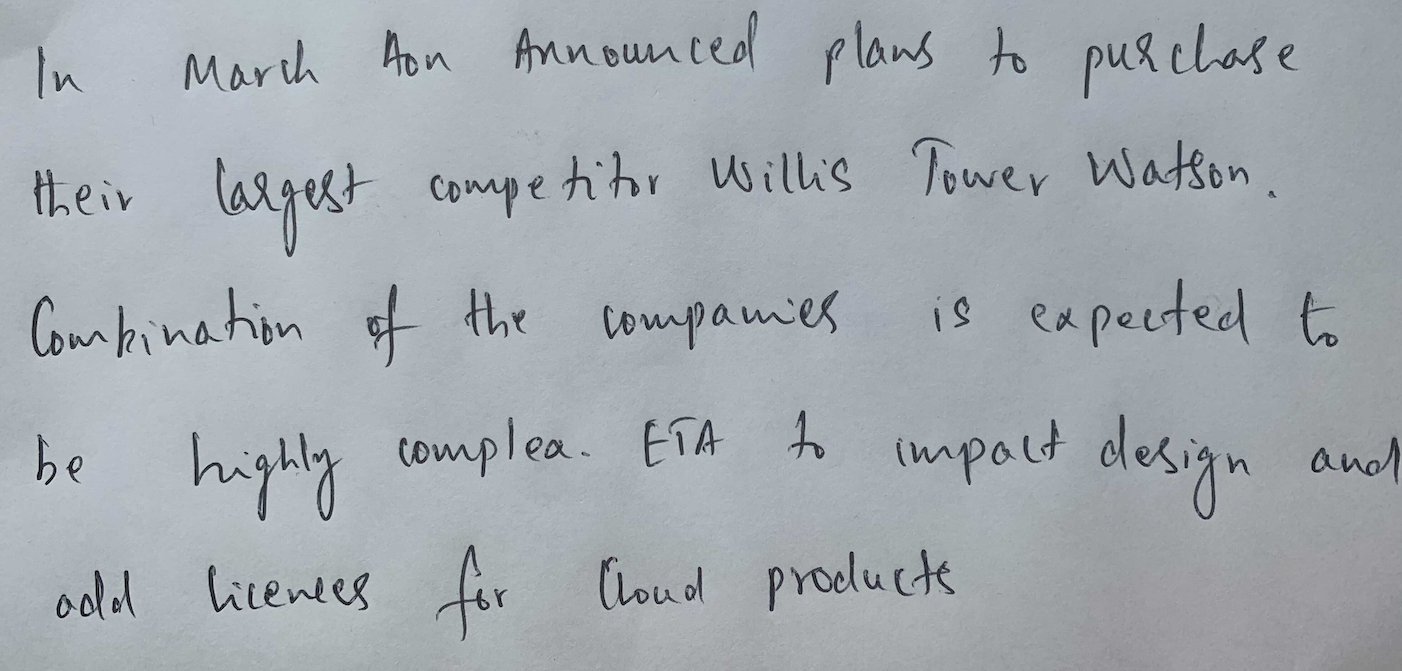 In March Aon Announced plans to purchase
their largest competitor Willis Tower Watson.
Combination of the companies is expected to
be highly complex. ETA to impact design and
add licenses for Cloud products